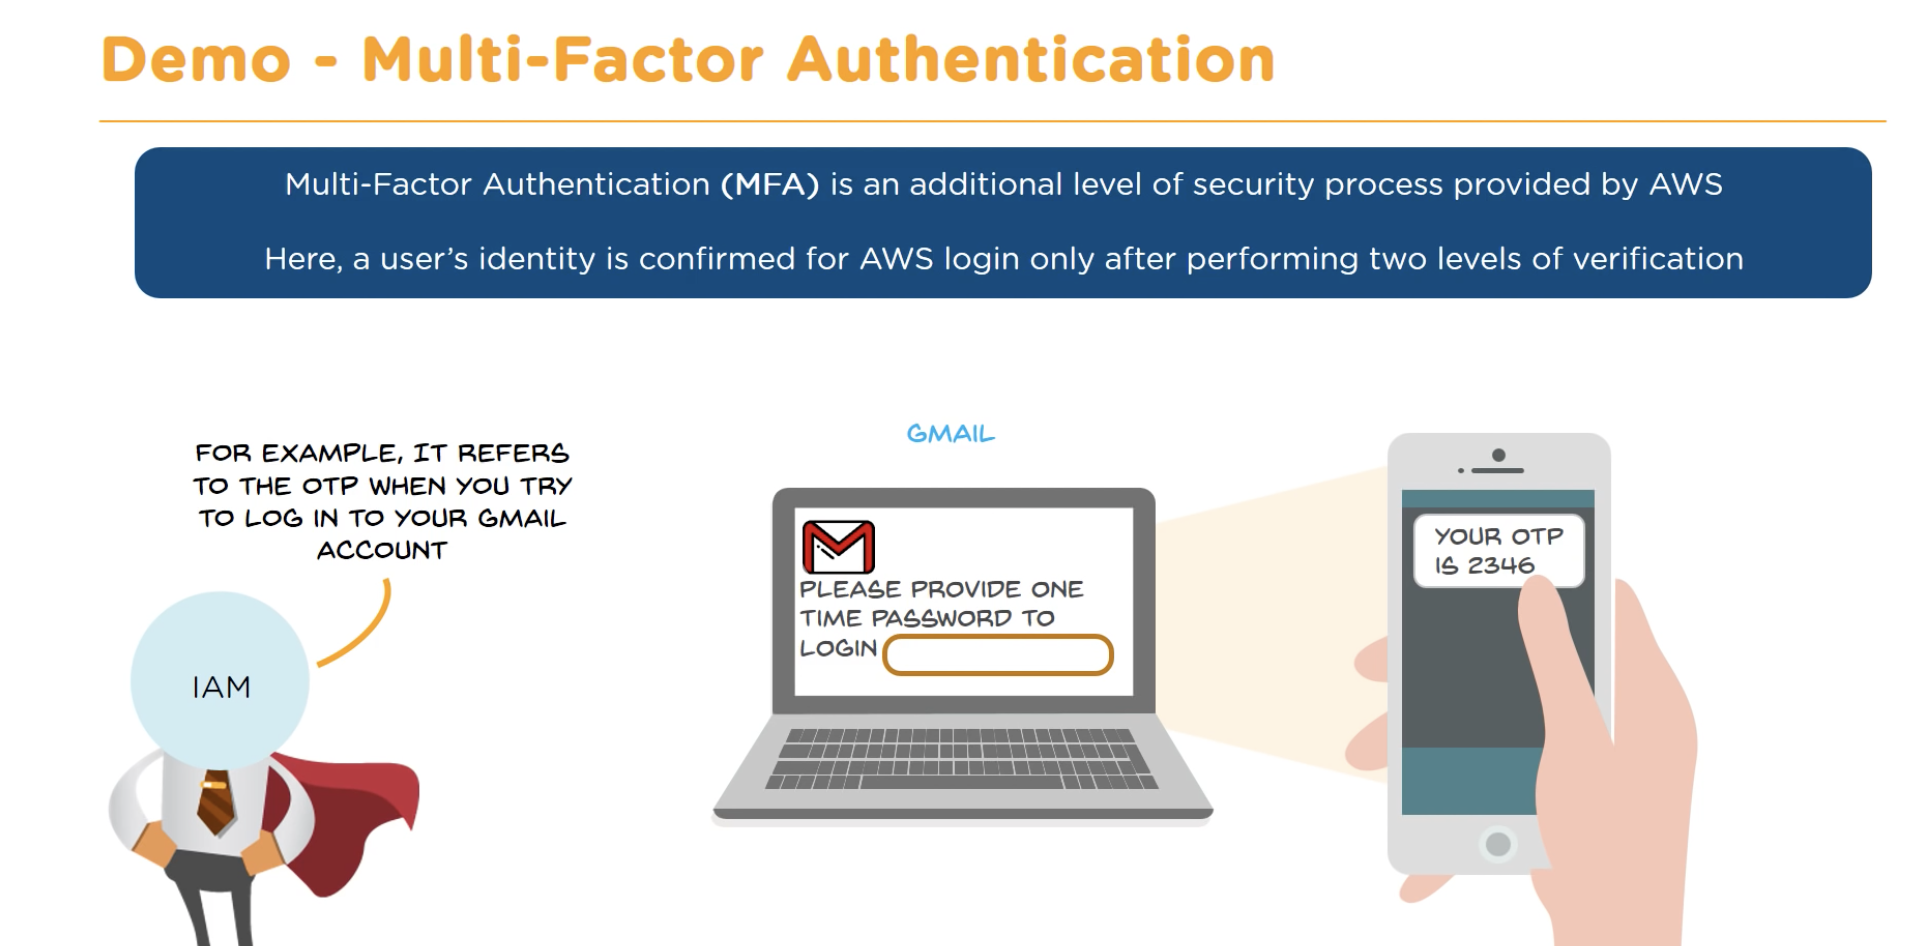 Demo - Multi-Factor Authentication
Multi-Factor Authentication (MFA) is an additional level of security process provided by AWS
Here, a user's identity is confirmed for AWS login only after performing two levels of verification
FOR EXAMPLE, IT REFERS
TO THE OTP WHEN YOU TRY
TO LOG IN TO YOUR GMAIL
ACCOUNT
IAM
GMAIL
PLEASE PROVIDE ONE
TIME PASSWORD TO
LOGIN
YOUR OTP
IS 2346